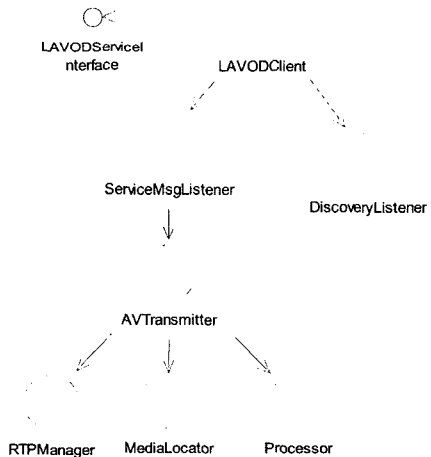 LAVODServiceI
nterface
LAVODClient
ServiceMsgListener
DiscoveryListener
AVTransmitter
RTPManager
MediaLocator
Processor